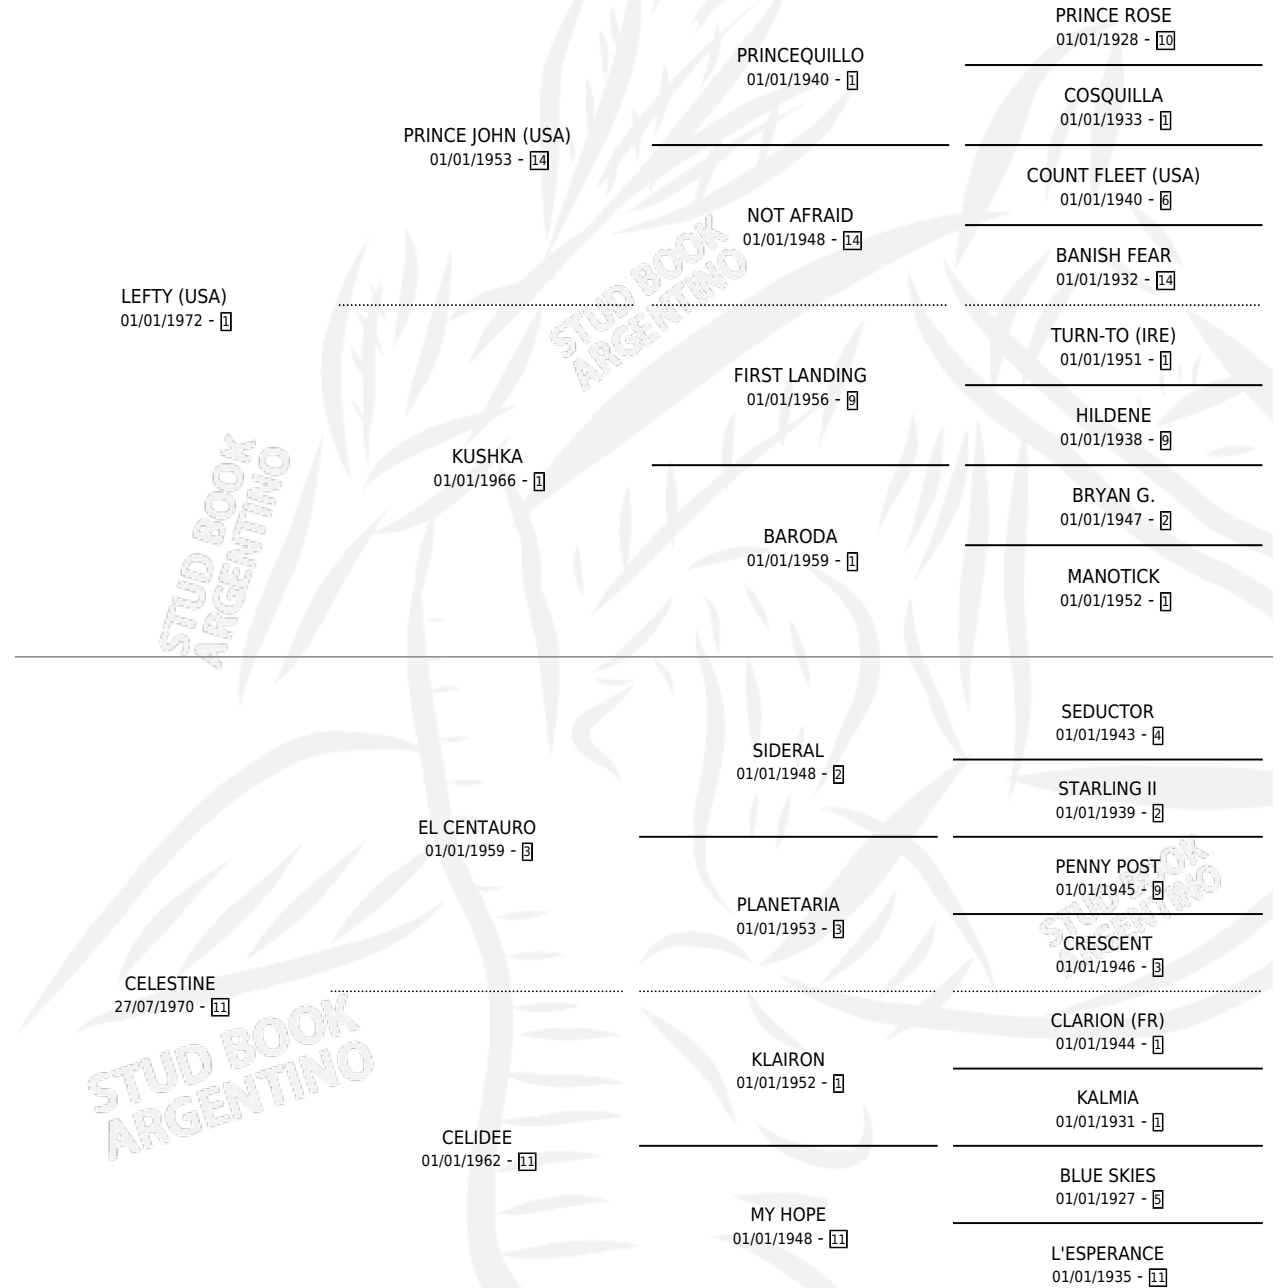 PRINCE ROSE
01/01/1928 - 10
PRINCEQUILLO
01/01/1940 - 1
COSQUILLA
01/01/1933 - 1
PRINCE JOHN (USA)
01/01/1953 - 14
COUNT FLEET (USA)
01/01/1940 - 6
NOT AFRAID
01/01/1948 - 14
BANISH FEAR
01/01/1932 - 14
LEFTY (USA)
01/01/1972 - 1
STUD BOOK
ARGENTINO
TURN-TO (IRE)
01/01/1951 - 1
FIRST LANDING
01/01/1956 - 9
HILDENE
01/01/1938 - 9
KUSHKA
01/01/1966 - 1
BRYAN G.
01/01/1947 - 2
BARODA
01/01/1959 - 1
MANOTICK
01/01/1952 - 1
STUD BOOK
ARGENTINO
SEDUCTOR
01/01/1943 - 4
SIDERAL
01/01/1948 - 2
STARLING II
01/01/1939 - 2
EL CENTAURO
01/01/1959 - 3
PENNY POST
01/01/1945 - 9
PLANETARIA
01/01/1953 - 3
CRESCENT
01/01/1946 - 3
STUD BOOK
ARGENTINO
CELESTINE
27/07/1970 - 11
CLARION (FR)
01/01/1944 - 1
KLAIRON
01/01/1952 - 1
KALMIA
01/01/1931 - 1
STUD BOOK
ARGENTINO
CELIDEE
01/01/1962 - 11
BLUE SKIES
01/01/1927 - 5
MY HOPE
01/01/1948 - 11
L'ESPERANCE
01/01/1935 - 11